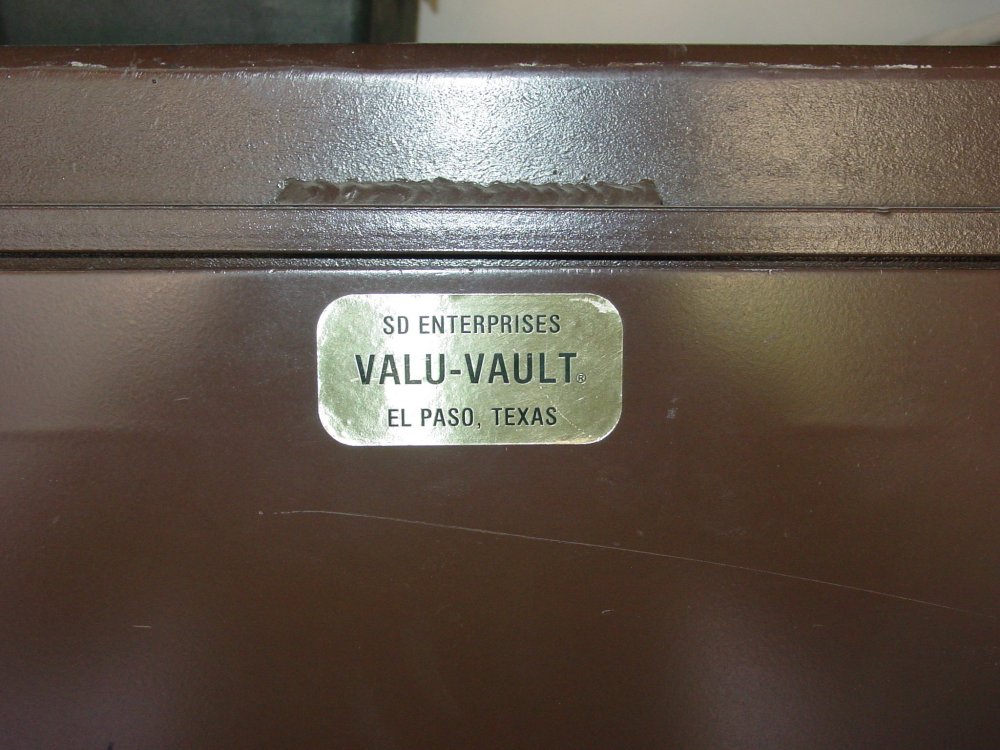 SD ENTERPRISES
VALU-VAULT®
EL PASO, TEXAS